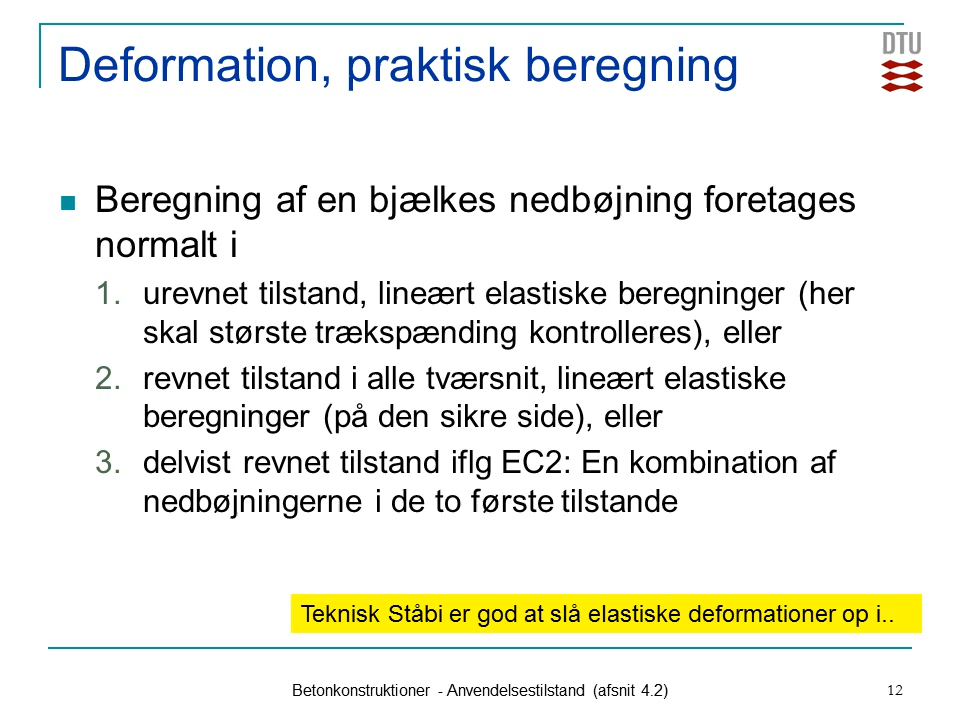 Deformation, praktisk beregning
DTU
Beregning af en bjælkes nedbøjning foretages
normalt i
1. urevnet tilstand, lineært elastiske beregninger (her
skal største trækspænding kontrolleres), eller
2. revnet tilstand i alle tværsnit, lineært elastiske
beregninger (på den sikre side), eller
3. delvist revnet tilstand iflg EC2: En kombination af
nedbøjningerne i de to første tilstande
Teknisk Ståbi er god at slå elastiske deformationer op i..
Betonkonstruktioner - Anvendelsestilstand (afsnit 4.2)
12